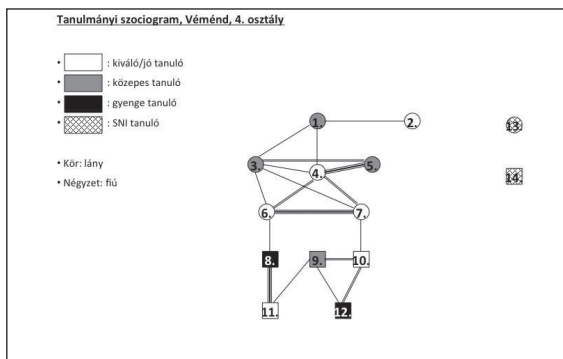 Tanulmányi szociogram, Véménd, 4. osztály
• : kiváló/jó tanuló
• : közepes tanuló
• : gyenge tanuló
• : SNI tanuló
• Kör: lány
• Négyzet: fiú
1. 2. 13.
3. 4. 5. 14.
6. 7.
8. 9. 10.
11. 12.